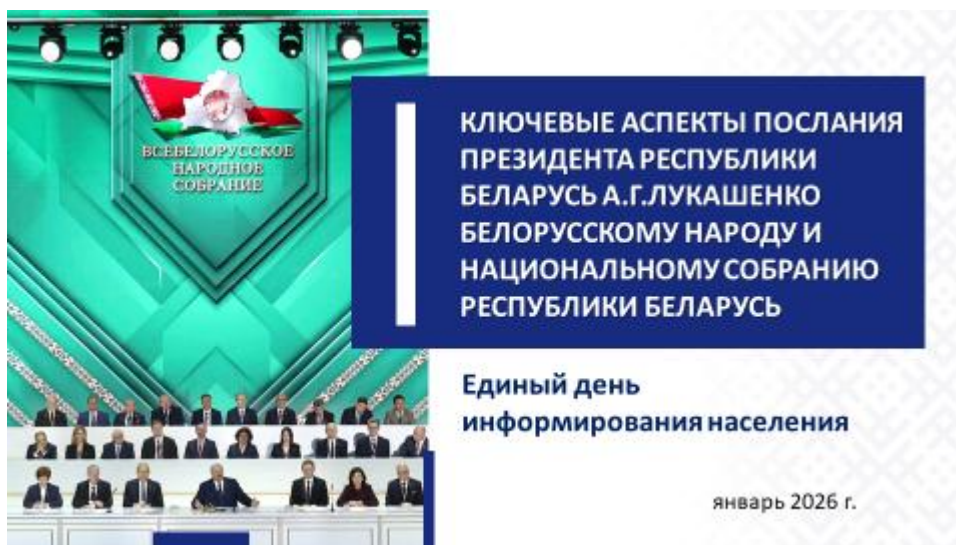 ВСЕБЕЛОРУССКОЕ
НАРОДНОЕ
СОБРАНИЕ
КЛЮЧЕВЫЕ АСПЕКТЫ ПОСЛАНИЯ
ПРЕЗИДЕНТА РЕСПУБЛИКИ
БЕЛАРУСЬ А.Г.ЛУКАШЕНКО
БЕЛОРУССКОМУ НАРОДУ И
НАЦИОНАЛЬНОМУ СОБРАНИЮ
РЕСПУБЛИКИ БЕЛАРУСЬ
Единый день
информирования населения
январь 2026 г.